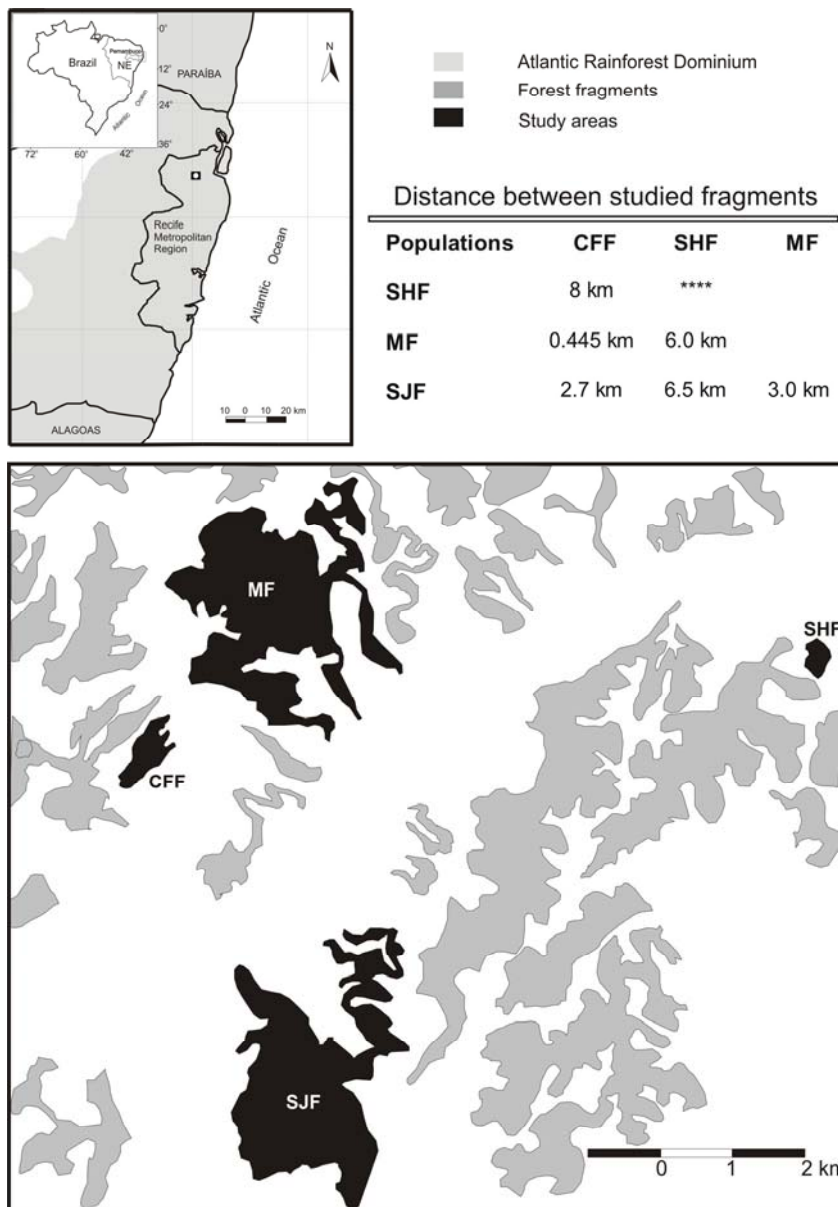 0'
12'
24'
36'
72'
60'
42'
Brazil
Pernambuco
NE
Atlantic Ocean
PARAÍBA
N
Recife
Metropolitan
Region
Atlantic Ocean
10 0 10 20 km
ALAGOAS
Atlantic Rainforest Dominium
Forest fragments
Study areas
Distance between studied fragments
Populations CFF SHF MF
SHF 8 km ****
MF 0.445 km 6.0 km
SJF 2.7 km 6.5 km 3.0 km
MF
SHF
CFF
SJF
0 1 2 km